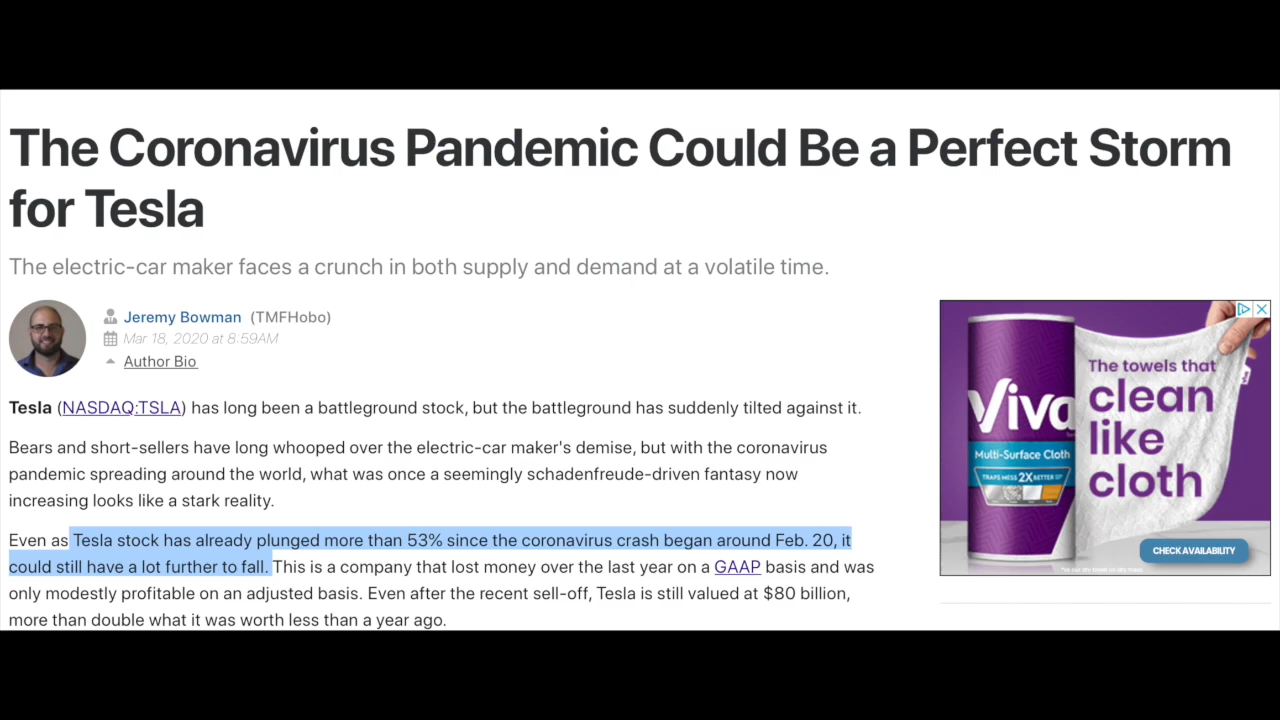 The Coronavirus Pandemic Could Be a Perfect Storm
for Tesla
The electric-car maker faces a crunch in both supply and demand at a volatile time.
Jeremy Bowman (TMFHobo)
Mar 18, 2020 at 8:59AM
Author Bio
Tesla (NASDAQ:TSLA) has long been a battleground stock, but the battleground has suddenly tilted against it.
Bears and short-sellers have long whooped over the electric-car maker's demise, but with the coronavirus
pandemic spreading around the world, what was once a seemingly schadenfreude-driven fantasy now
increasing looks like a stark reality.
Even as Tesla stock has already plunged more than 53% since the coronavirus crash began around Feb. 20, it
could still have a lot further to fall. This is a company that lost money over the last year on a GAAP basis and was
only modestly profitable on an adjusted basis. Even after the recent sell-off, Tesla is still valued at $80 billion,
more than double what it was worth less than a year ago.
Viva
Multi-Surface Cloth
The towels that
clean
like
cloth
CHECK AVAILABILITY